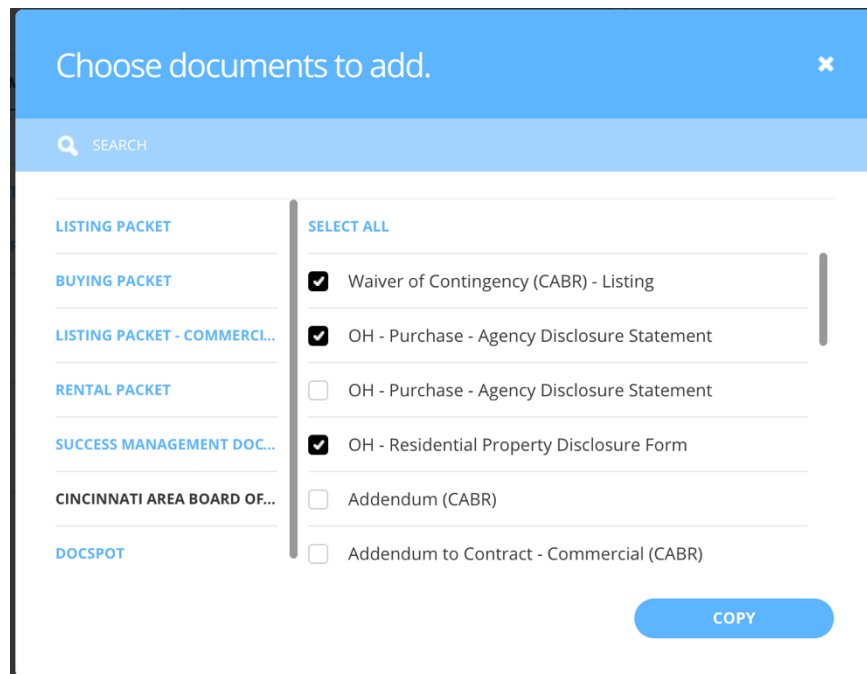 Choose documents to add.
SEARCH
LISTING PACKET
BUYING PACKET
LISTING PACKET - COMMERCI...
RENTAL PACKET
SUCCESS MANAGEMENT DOC...
CINCINNATI AREA BOARD OF...
DOCSPOT
SELECT ALL
Waiver of Contingency (CABR) - Listing
OH - Purchase - Agency Disclosure Statement
OH - Purchase - Agency Disclosure Statement
OH - Residential Property Disclosure Form
Addendum (CABR)
Addendum to Contract - Commercial (CABR)
COPY